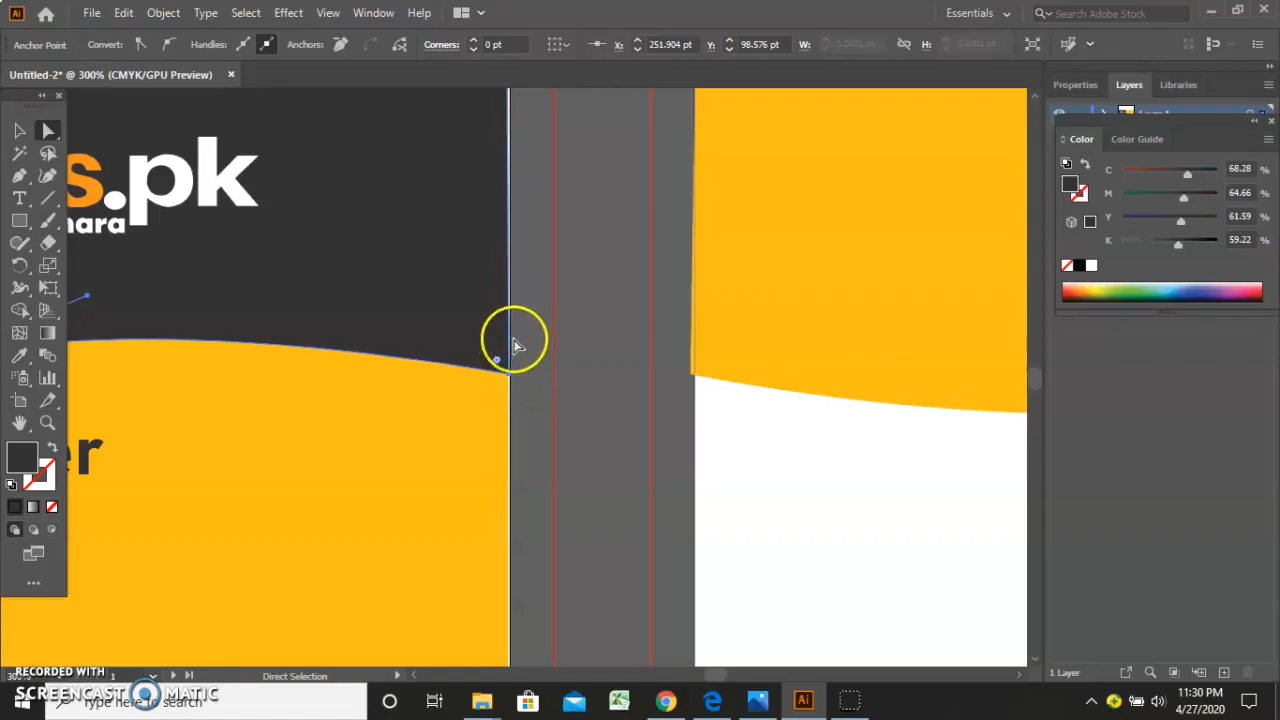 File Edit Object Type Select Effect View Window Help
Essentials
Search Adobe Stock
Anchor Point Convert: Handles: Anchors: Corners: 0 pt X: 251.904 pt Y: 98.576 pt W: H:
Untitled-2* @ 300% (CMYK/GPU Preview)
Properties Layers Libraries
Color Color Guide
C 68.28 %
M 64.66 %
Y 61.59 %
K 59.22 %
s.pk
hara
er
1 Direct Selection 1 Layer
RECORDED WITH
SCREENCAST MATIC
Type here to search
Ai
11:30 PM
4/27/2020